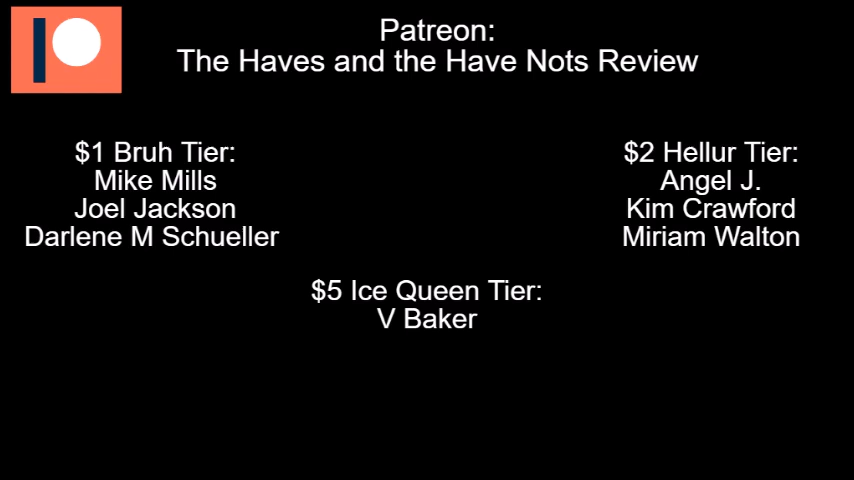 Patreon:
The Haves and the Have Nots Review
$1 Bruh Tier:
Mike Mills
Joel Jackson
Darlene M Schueller
$2 Hellur Tier:
Angel J.
Kim Crawford
Miriam Walton
$5 Ice Queen Tier:
V Baker